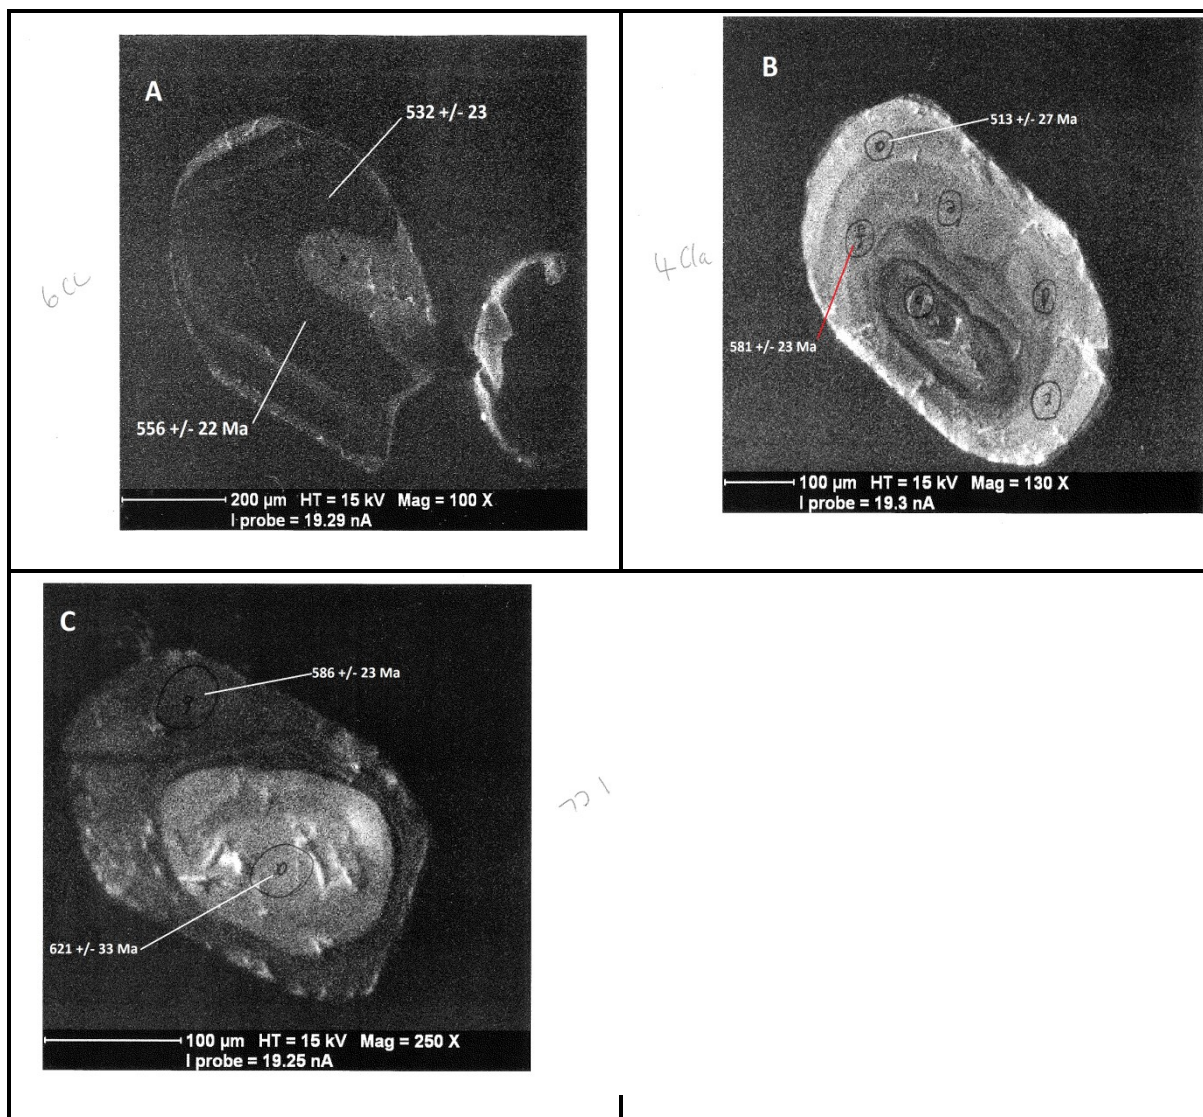 A
532 +/- 23
6CC
556 +/- 22 Ma
200 µm HT = 15 kV Mag = 100 X
I probe = 19.29 nA
B
513 +/- 27 Ma
4Cla
581 +/- 23 Ma
100 µm HT = 15 kV Mag = 130 X
I probe = 19.3 nA
C
586 +/- 23 Ma
621 +/- 33 Ma
100 µm HT = 15 kV Mag = 250 X
I probe = 19.25 nA